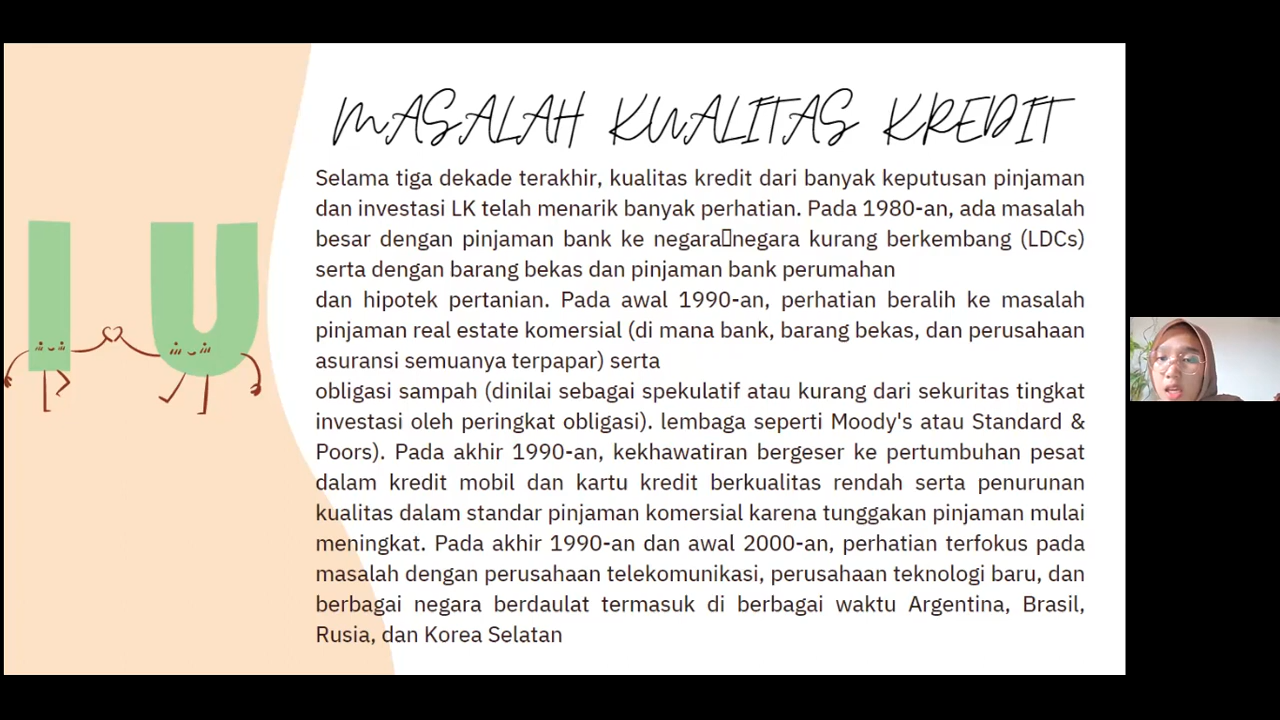 MASALAH KUALITAS KREDIT
Selama tiga dekade terakhir, kualitas kredit dari banyak keputusan pinjaman
dan investasi LK telah menarik banyak perhatian. Pada 1980-an, ada masalah
besar dengan pinjaman bank ke negara▯negara kurang berkembang (LDCs)
serta dengan barang bekas dan pinjaman bank perumahan
dan hipotek pertanian. Pada awal 1990-an, perhatian beralih ke masalah
pinjaman real estate komersial (di mana bank, barang bekas, dan perusahaan
asuransi semuanya terpapar) serta
obligasi sampah (dinilai sebagai spekulatif atau kurang dari sekuritas tingkat
investasi oleh peringkat obligasi). lembaga seperti Moody's atau Standard &
Poors). Pada akhir 1990-an, kekhawatiran bergeser ke pertumbuhan pesat
dalam kredit mobil dan kartu kredit berkualitas rendah serta penurunan
kualitas dalam standar pinjaman komersial karena tunggakan pinjaman mulai
meningkat. Pada akhir 1990-an dan awal 2000-an, perhatian terfokus pada
masalah dengan perusahaan telekomunikasi, perusahaan teknologi baru, dan
berbagai negara berdaulat termasuk di berbagai waktu Argentina, Brasil,
Rusia, dan Korea Selatan
I U